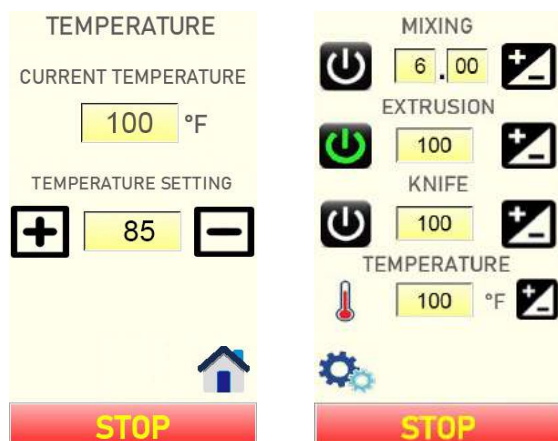 TEMPERATURE
CURRENT TEMPERATURE
100 °F
TEMPERATURE SETTING
85
STOP
MIXING
6.00
EXTRUSION
100
KNIFE
100
TEMPERATURE
100 °F
STOP